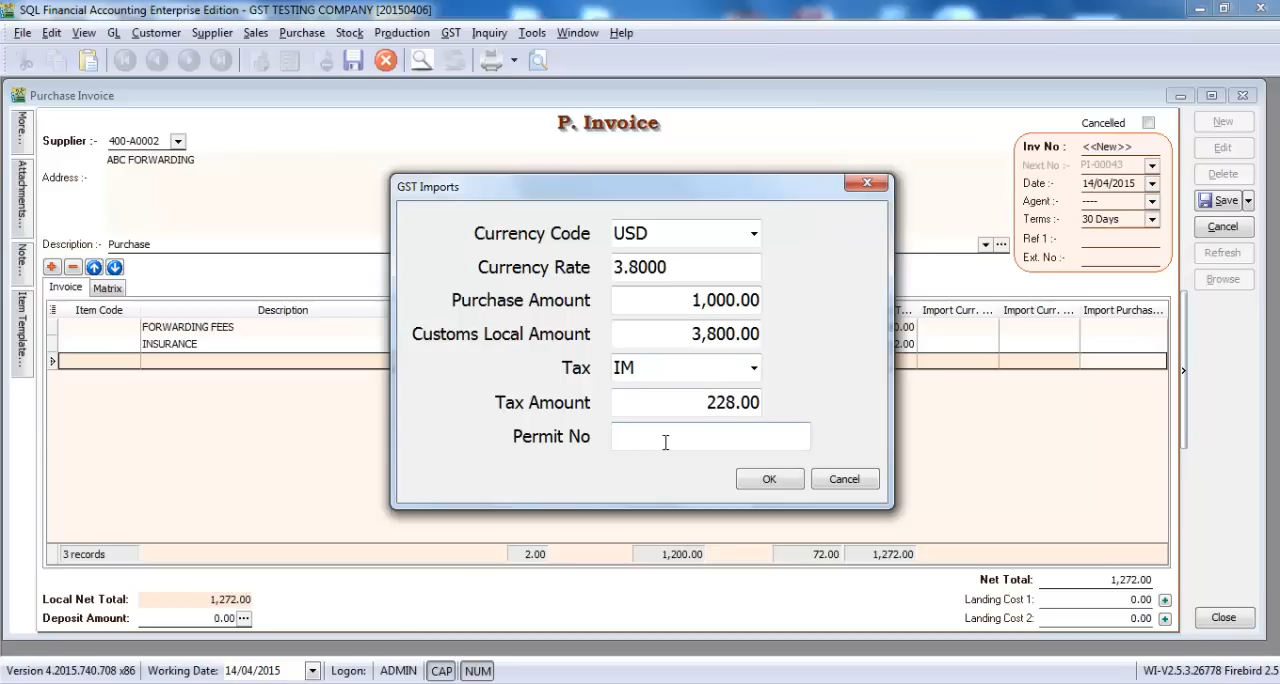 SQL Financial Accounting Enterprise Edition - GST TESTING COMPANY [20150406]
File Edit View GL Customer Supplier Sales Purchase Stock Production GST Inquiry Tools Window Help
Purchase Invoice
More...
Attachments...
Note...
Item Template...
Supplier :- 400-A0002
ABC FORWARDING
Address :-
P. Invoice
Cancelled
Inv No : <<New>>
Next No :- PI-00043
Date :- 14/04/2015
Agent :- ----
Terms :- 30 Days
Ref 1 :-
Ext. No :-
New
Edit
Delete
Save
Cancel
Refresh
Browse
Description :- Purchase
Invoice Matrix
Item Code Description T... Import Curr. ... Import Curr. ... Import Purchas...
FORWARDING FEES 0.00
INSURANCE 2.00
GST Imports
Currency Code USD
Currency Rate 3.8000
Purchase Amount 1,000.00
Customs Local Amount 3,800.00
Tax IM
Tax Amount 228.00
Permit No
OK Cancel
3 records 2.00 1,200.00 72.00 1,272.00
Net Total: 1,272.00
Local Net Total: 1,272.00
Landing Cost 1: 0.00
Deposit Amount: 0.00
Landing Cost 2: 0.00
Close
Version 4.2015.740.708 x86 Working Date: 14/04/2015 Logon: ADMIN CAP NUM WI-V2.5.3.26778 Firebird 2.5